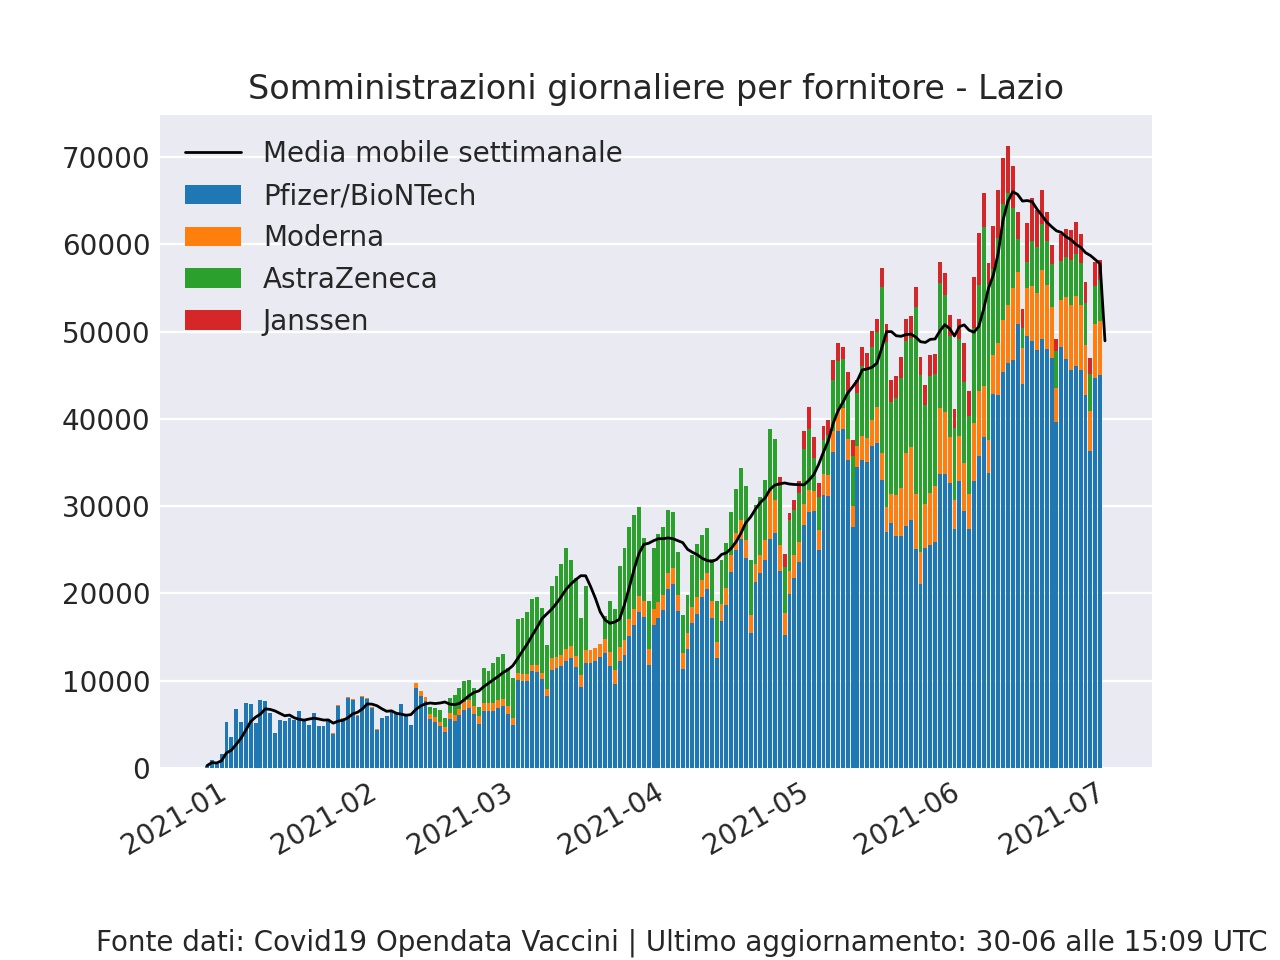 Somministrazioni giornaliere per fornitore - Lazio
Media mobile settimanale
Pfizer/BioNTech
Moderna
AstraZeneca
Janssen
70000
60000
50000
40000
30000
20000
10000
0
2021-01
2021-02
2021-03
2021-04
2021-05
2021-06
2021-07
Fonte dati: Covid19 Opendata Vaccini | Ultimo aggiornamento: 30-06 alle 15:09 UTC